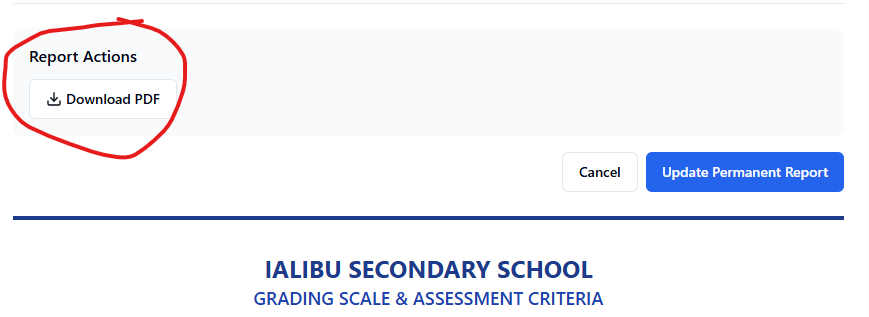 Report Actions
Download PDF
Cancel
Update Permanent Report
IALIBU SECONDARY SCHOOL
GRADING SCALE & ASSESSMENT CRITERIA